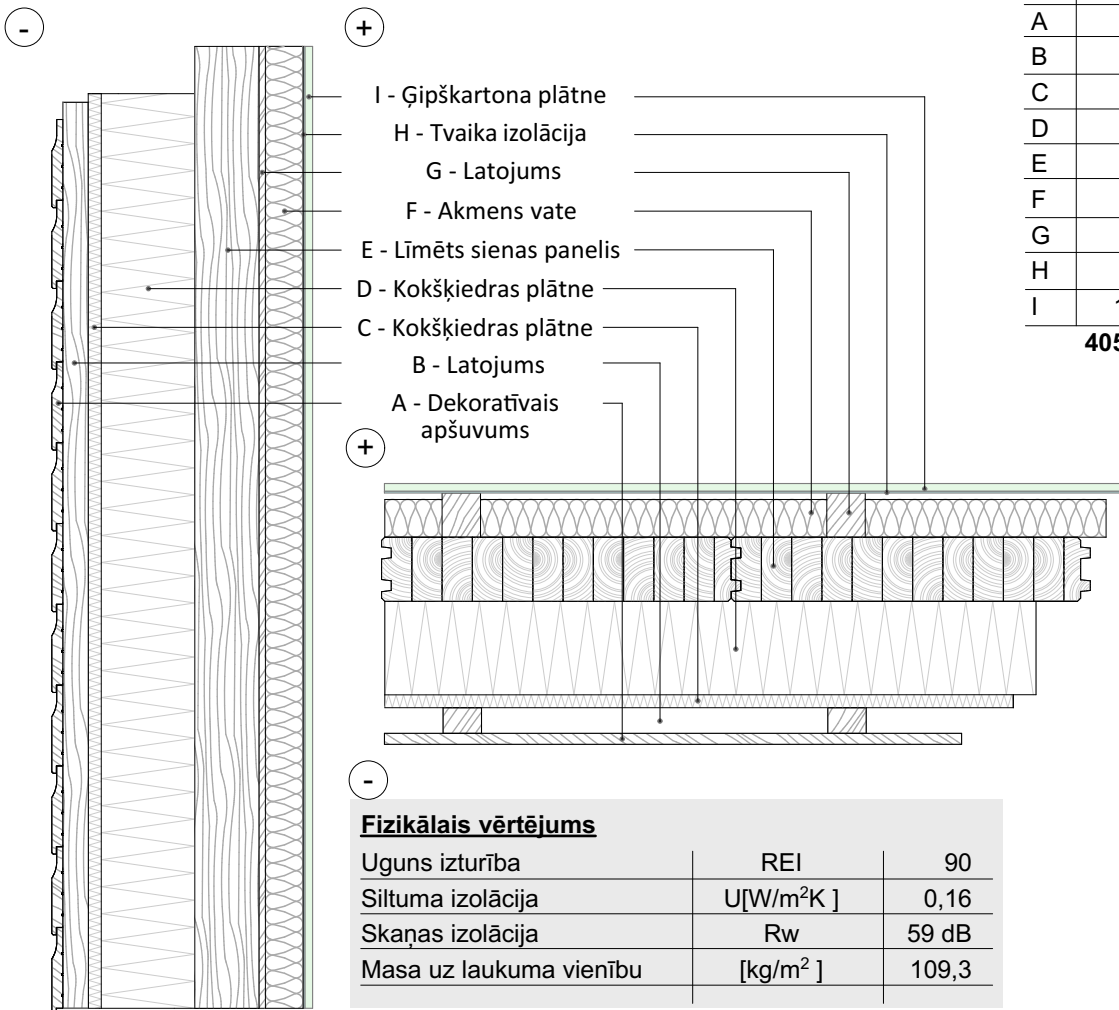 -
+
I - Ģipškartona plātne
H - Tvaika izolācija
G - Latojums
F - Akmens vate
E - Līmēts sienas panelis
D - Kokšķiedras plātne
C - Kokšķiedras plātne
B - Latojums
A - Dekoratīvais
apšuvums
+
-
A
B
C
D
E
F
G
H
I 1
405
Fizikālais vērtējums
Uguns izturība REI 90
Siltuma izolācija U[W/m²K ] 0,16
Skaņas izolācija Rw 59 dB
Masa uz laukuma vienību [kg/m² ] 109,3